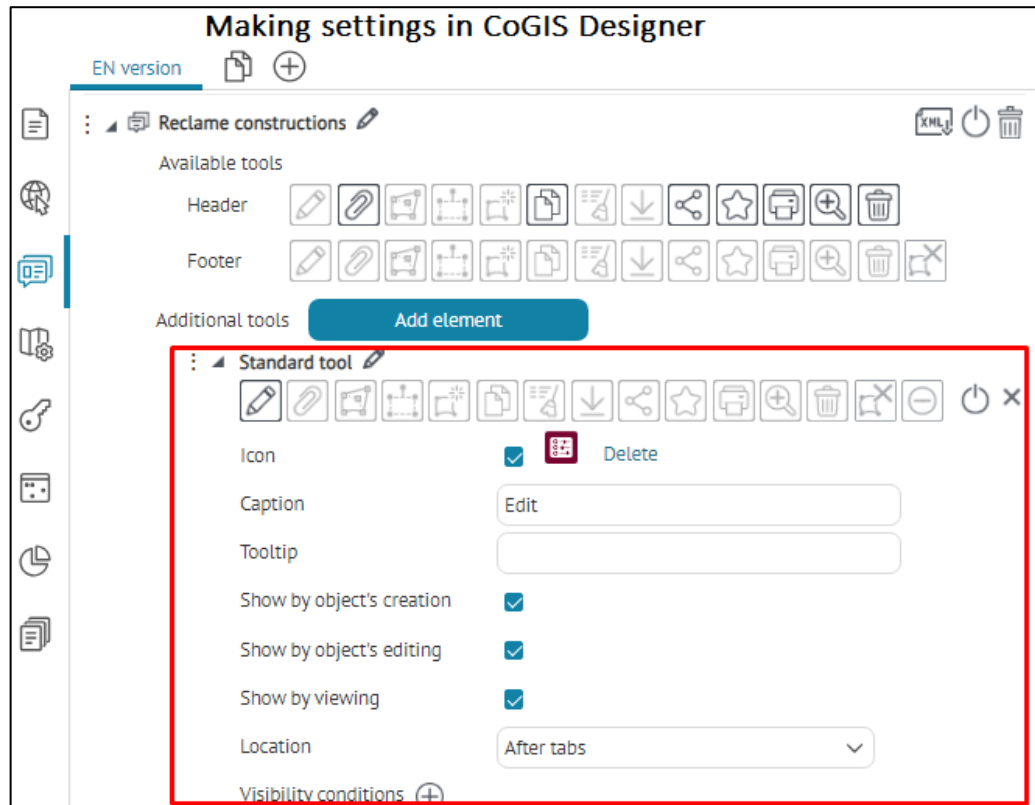 Making settings in CoGIS Designer
EN version
Reclame constructions
XML
Available tools
Header
Footer
Additional tools
Add element
Standard tool
Icon
Delete
Caption
Edit
Tooltip
Show by object's creation
Show by object's editing
Show by viewing
Location
After tabs
Visibility conditions